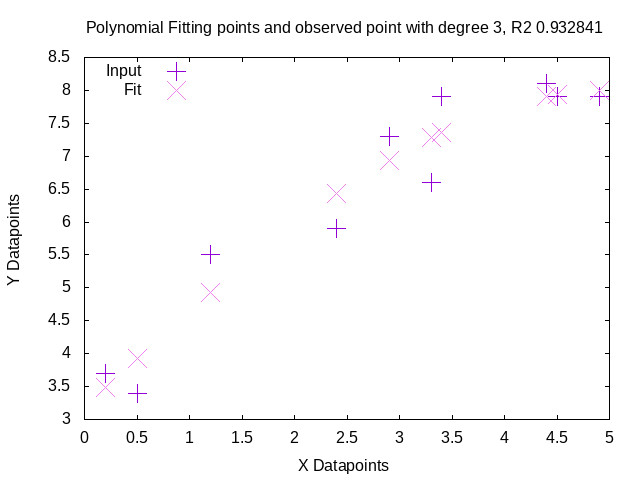 Polynomial Fitting points and observed point with degree 3, R2 0.932841
8.5
Input
8
Fit
7.5
7
6.5
6
5.5
5
4.5
4
3.5
3
Y Datapoints
0 0.5 1 1.5 2 2.5 3 3.5 4 4.5 5
X Datapoints